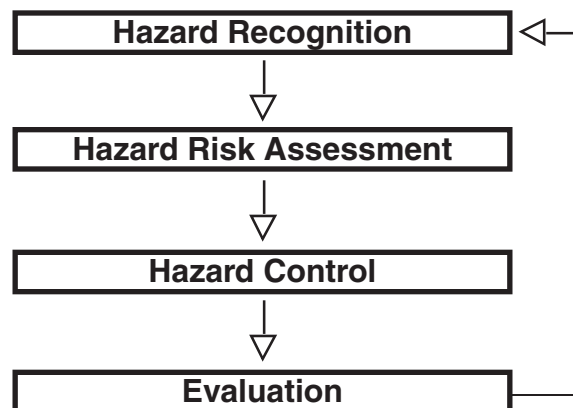 Hazard Recognition
Hazard Risk Assessment
Hazard Control
Evaluation